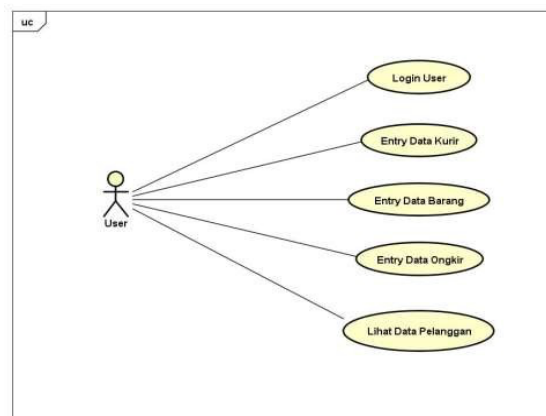 uc
Login User
Entry Data Kurir
Entry Data Barang
User
Entry Data Ongkir
Lihat Data Pelanggan